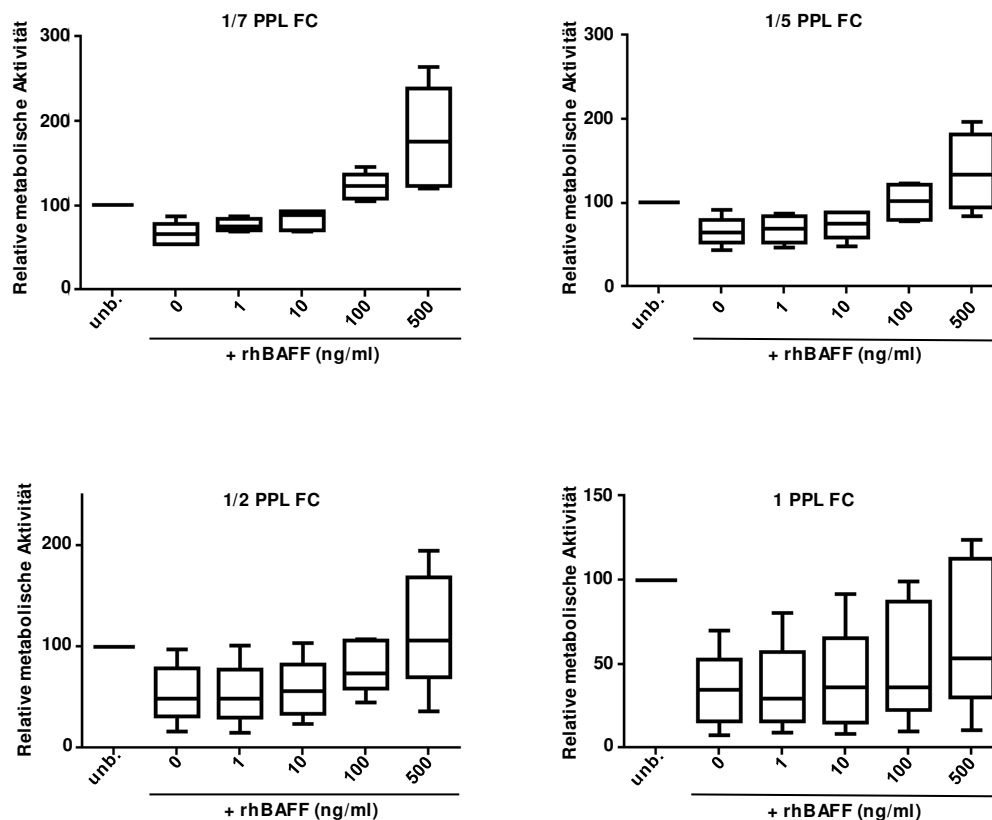 1/7 PPL FC
Relative metabolische Aktivität
300
200
100
0
unb.
0
1
10
100
500
+ rhBAFF (ng/ml)
1/5 PPL FC
Relative metabolische Aktivität
300
200
100
0
unb.
0
1
10
100
500
+ rhBAFF (ng/ml)
1/2 PPL FC
Relative metabolische Aktivität
200
100
0
unb.
0
1
10
100
500
+ rhBAFF (ng/ml)
1 PPL FC
Relative metabolische Aktivität
150
100
50
0
unb.
0
1
10
100
500
+ rhBAFF (ng/ml)